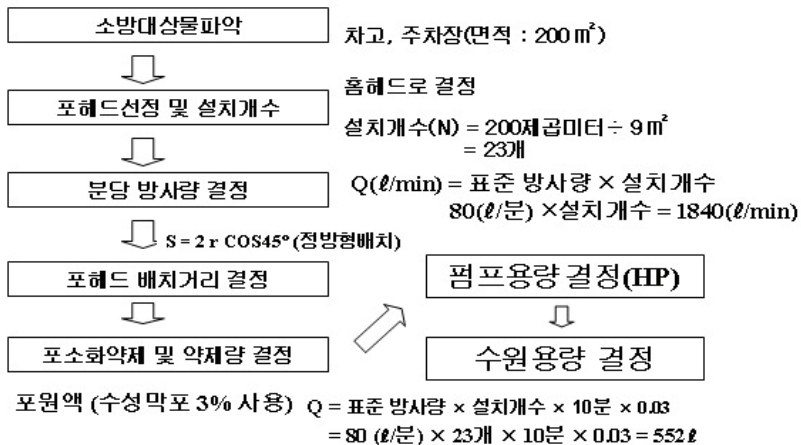 소방대상물파악
차고, 주차장(면적 : 200㎡)
홈헤드로 결정
포헤드선정 및 설치개수
설치개수(N) = 200제곱미터÷ 9㎡
= 23개
분당 방사량 결정
Q(ℓ/min) = 표준 방사량 × 설치개수
80(ℓ/분) ×설치개수 = 1840(ℓ/min)
S = 2 r COS45° (정방형배치)
포헤드 배치거리 결정
펌프용량 결정(HP)
포소화약제 및 약제량 결정
수원용량 결정
포원액 (수성막포 3% 사용) Q = 표준 방사량 × 설치개수 × 10분 × 0.03
= 80 (ℓ/분) × 23개 × 10분 × 0.03 = 552ℓ